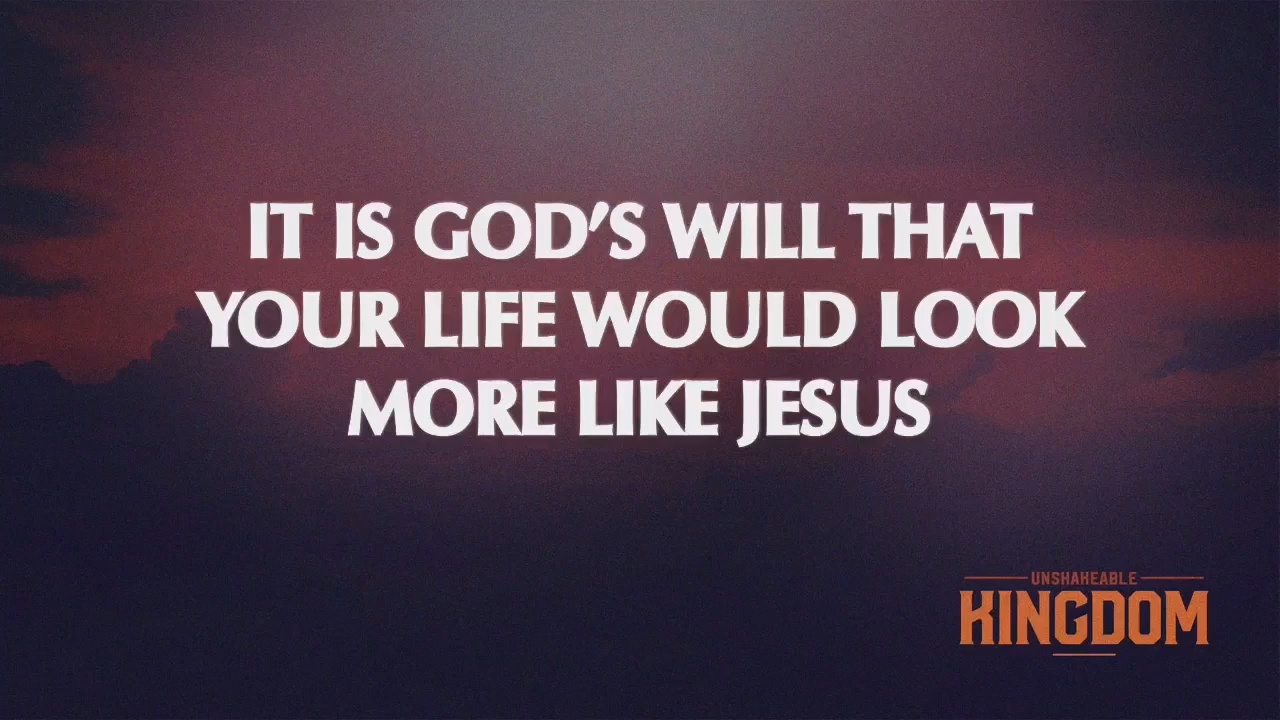 IT IS GOD’S WILL THAT
YOUR LIFE WOULD LOOK
MORE LIKE JESUS
UNSHAKEABLE
KINGDOM